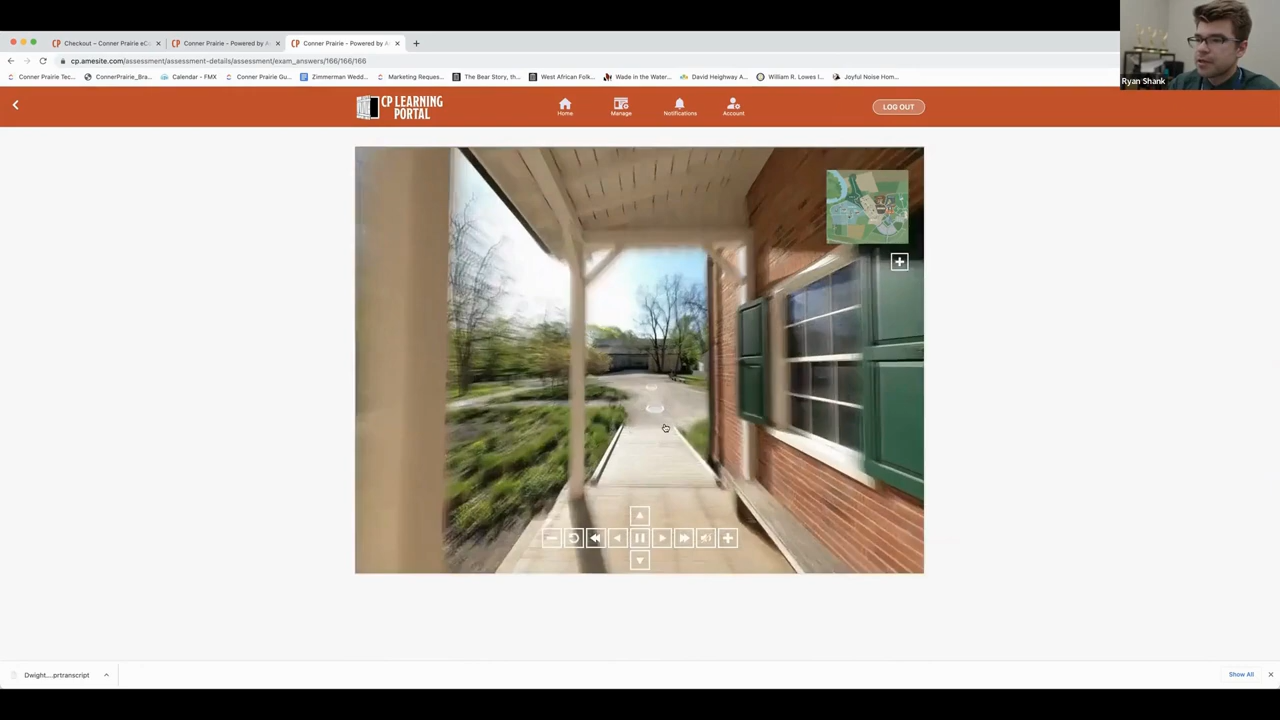 Checkout – Conner Prairie eCo
Conner Prairie - Powered by A
Conner Prairie - Powered by A
cp.amesite.com/assessment/assessment-details/assessment/exam_answers/166/166/166
Conner Prairie Tec...
ConnerPrairie_Bra...
Calendar - FMX
Conner Prairie Gu...
Zimmerman Wedd...
Marketing Reques...
The Bear Story, th...
West African Folk...
Wade in the Water...
David Heighway A...
William R. Lowes I...
Joyful Noise Hom...
Ryan Shank
CP LEARNING
PORTAL
Home
Manage
Notifications
Account
LOG OUT
Dwight....prtranscript
Show All